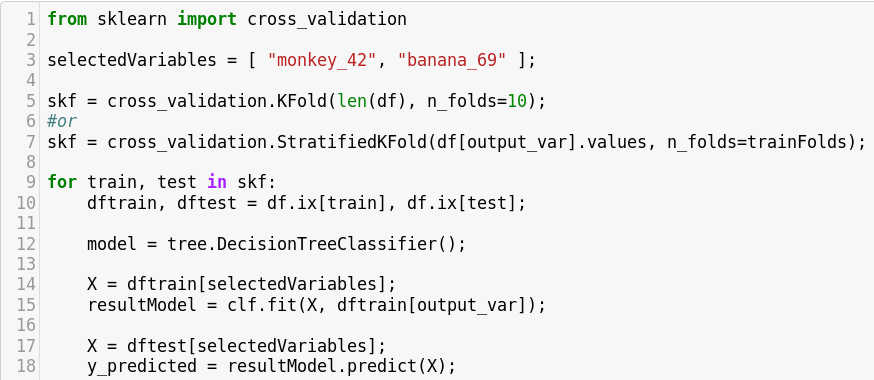 1 from sklearn import cross_validation
2
3 selectedVariables = [ "monkey_42", "banana_69" ];
4
5 skf = cross_validation.KFold(len(df), n_folds=10);
6 #or
7 skf = cross_validation.StratifiedKFold(df[output_var].values, n_folds=trainFolds);
8
9 for train, test in skf:
10     dftrain, dftest = df.ix[train], df.ix[test];
11
12     model = tree.DecisionTreeClassifier();
13
14     X = dftrain[selectedVariables];
15     resultModel = clf.fit(X, dftrain[output_var]);
16
17     X = dftest[selectedVariables];
18     y_predicted = resultModel.predict(X);